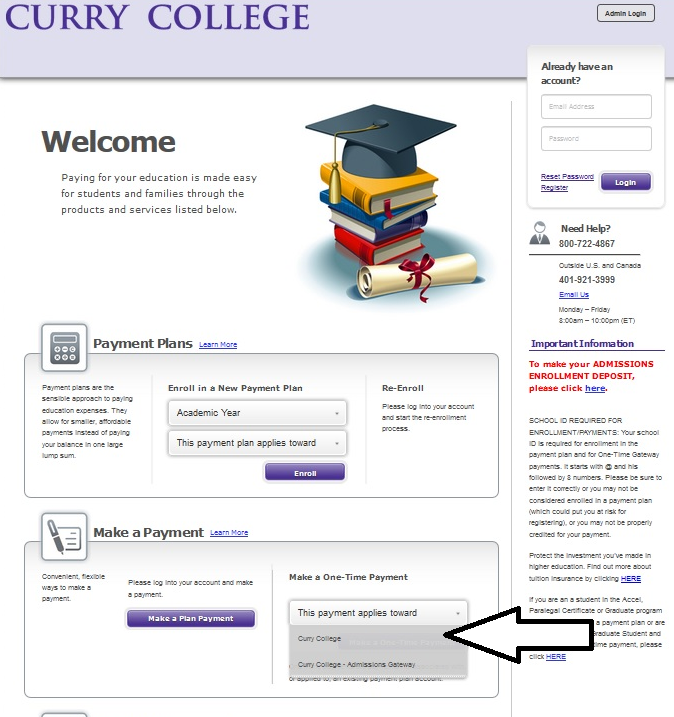 CURRY COLLEGE
Admin Login
Already have an
account?
Email Address
Password
Reset Password
Register
Login
Welcome
Paying for your education is made easy
for students and families through the
products and services listed below.
Need Help?
800-722-4867
Outside U.S. and Canada
401-921-3999
Email Us
Monday – Friday
8:00am – 10:00pm (ET)
Important Information
To make your ADMISSIONS
ENROLLMENT DEPOSIT,
please click here.
SCHOOL ID REQUIRED FOR
ENROLLMENT/PAYMENTS: Your school
ID is required for enrollment in the
payment plan and for One-Time Gateway
payments. It starts with @ and his
followed by 8 numbers. Please be sure to
enter it correctly or you may not be
considered enrolled in a payment plan
(which could put you at risk for
registering), or you may not be properly
credited for your payment.
Protect the investment you've made in
higher education. Find out more about
tuition insurance by clicking HERE
If you are an student in the Accel,
Paralegal Certificate or Graduate program
a payment plan or are
Graduate Student and
time payment, please
click HERE
Payment Plans Learn More
Payment plans are the
sensible approach to paying
education expenses. They
allow for smaller, affordable
payments instead of paying
your balance in one large
lump sum.
Enroll in a New Payment Plan
Academic Year
This payment plan applies toward
Enroll
Re-Enroll
Please log into your account
and start the re-enrollment
process.
Make a Payment Learn More
Convenient, flexible
ways to make a
payment.
Please log into your account and make
a payment.
Make a Plan Payment
Make a One-Time Payment
This payment applies toward
Curry College
Curry College - Admissions Gateway
or applied to, an existing payment plan account.